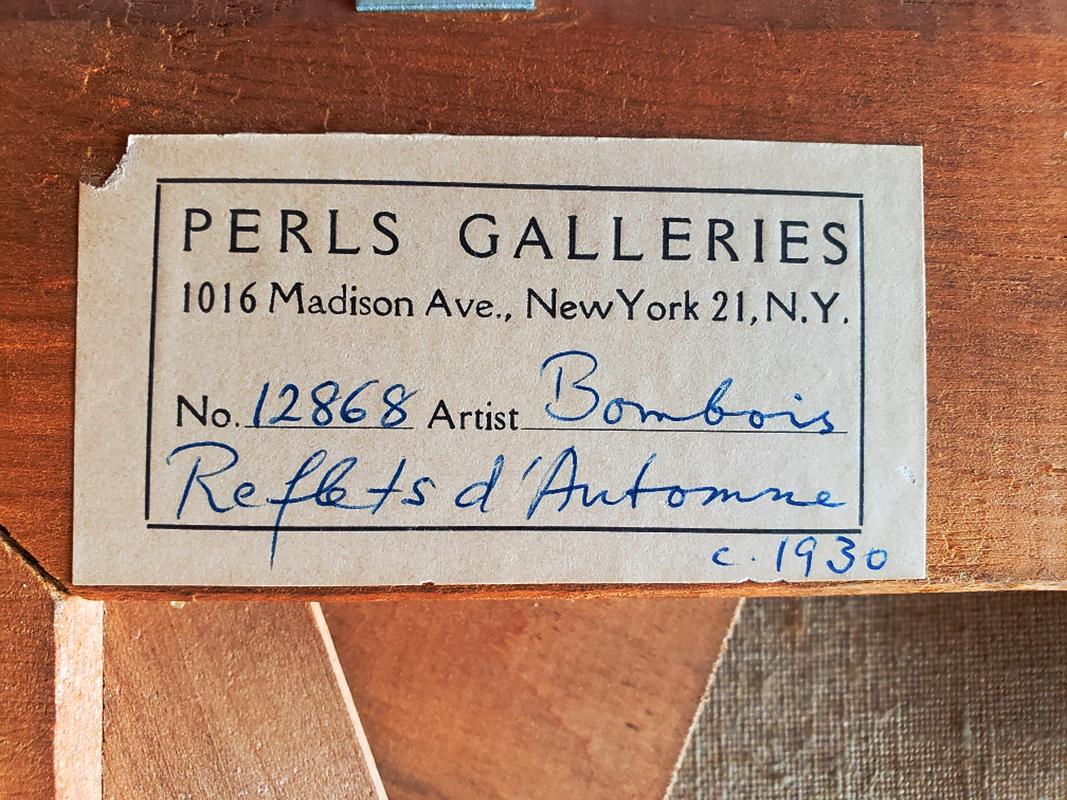 PERLS GALLERIES
1016 Madison Ave., New York 21, N.Y.
No. 12868 Artist Bombois
Reflets d'Automne
c. 1930